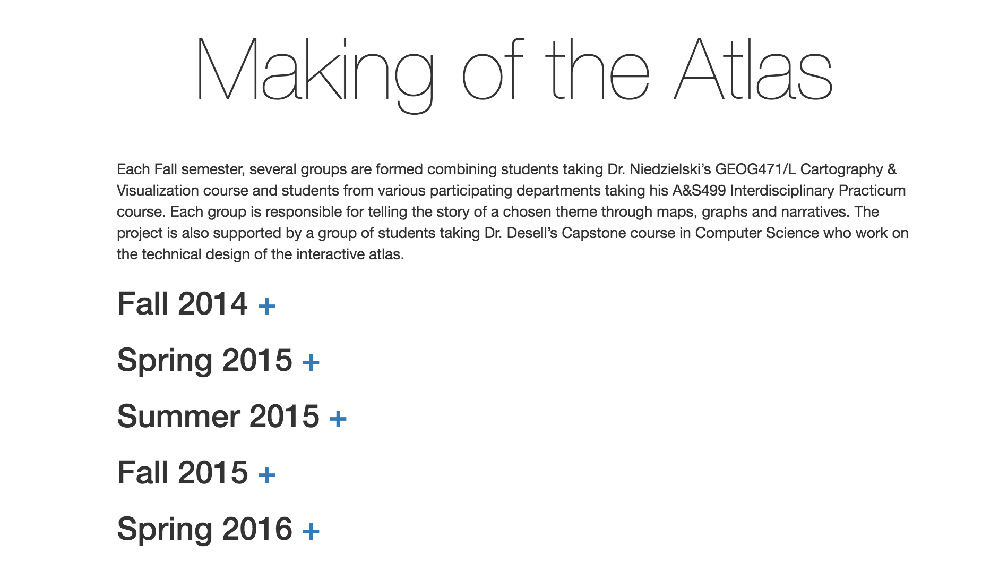 Making of the Atlas
Each Fall semester, several groups are formed combining students taking Dr. Niedzielski’s GEOG471/L Cartography &
Visualization course and students from various participating departments taking his A&S499 Interdisciplinary Practicum
course. Each group is responsible for telling the story of a chosen theme through maps, graphs and narratives. The
project is also supported by a group of students taking Dr. Desell’s Capstone course in Computer Science who work on
the technical design of the interactive atlas.
Fall 2014 +
Spring 2015 +
Summer 2015 +
Fall 2015 +
Spring 2016 +